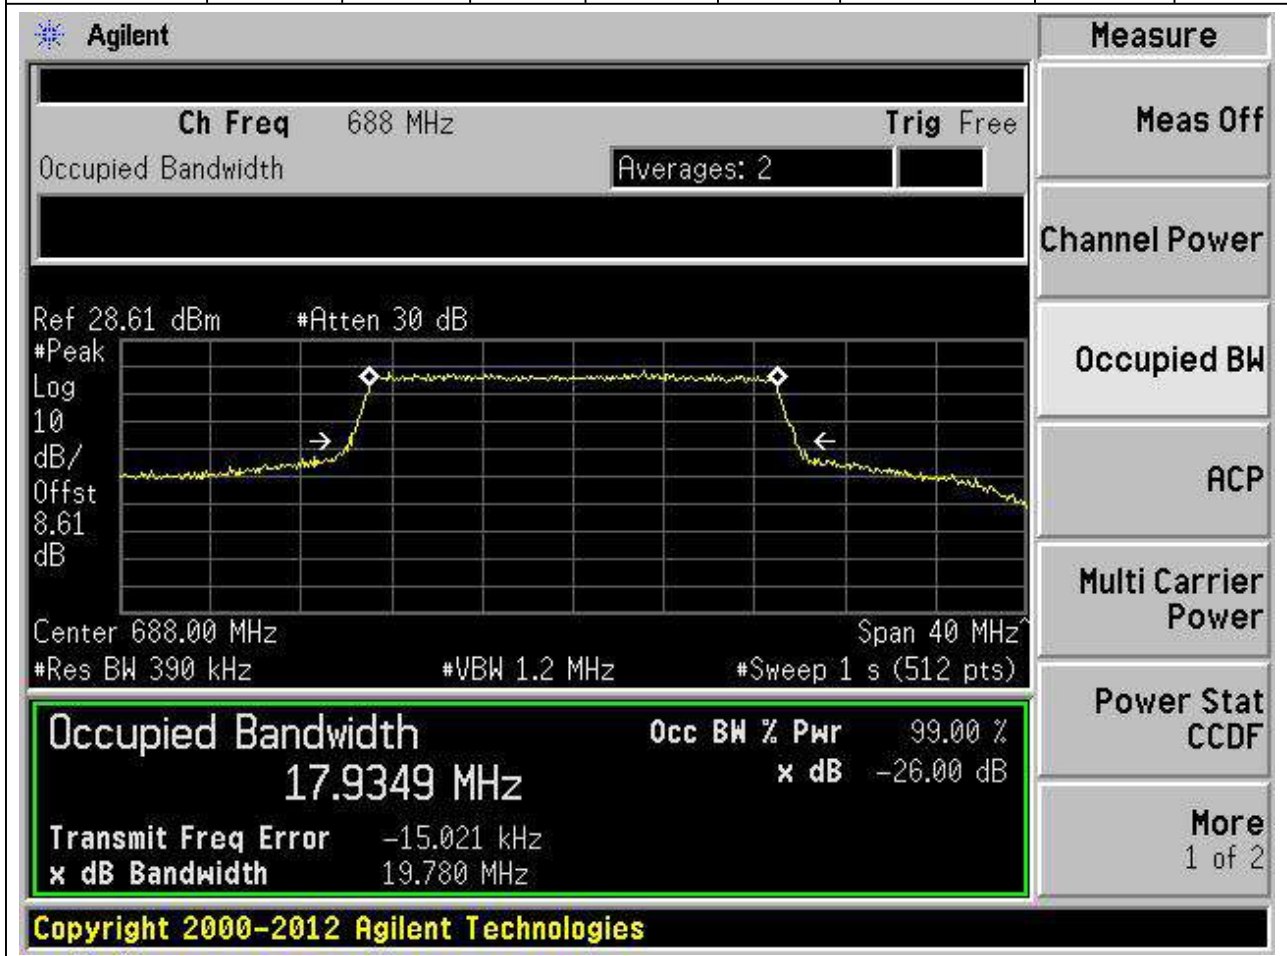 Agilent
Measure
Ch Freq 688 MHz Trig Free
Occupied Bandwidth Averages: 2
Meas Off
Channel Power
Occupied BW
ACP
Multi Carrier
Power
Power Stat
CCDF
More
1 of 2
Ref 28.61 dBm #Atten 30 dB
#Peak
Log
10
dB/
Offst
8.61
dB
Center 688.00 MHz Span 40 MHz^
#Res BW 390 kHz #VBW 1.2 MHz #Sweep 1 s (512 pts)
Occupied Bandwidth Occ BW % Pwr 99.00 %
17.9349 MHz x dB -26.00 dB
Transmit Freq Error -15.021 kHz
x dB Bandwidth 19.780 MHz
Copyright 2000-2012 Agilent Technologies